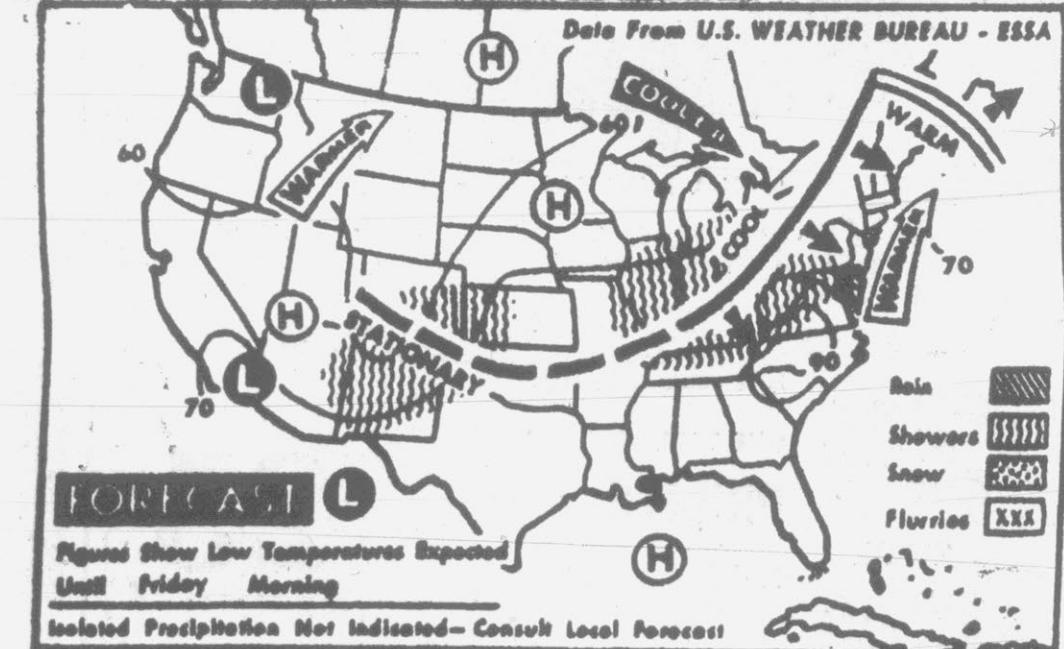 Data From U.S. WEATHER BUREAU - ESSA
H
L
COOLER
60
WARM
WARMER
60
H
& COOL
WARMER
70
H
STATIONARY
L
90
70
Rain
Showers
Snow
Flurries XXX
FORECAST L
H
Figures Show Low Temperatures Expected
Until Friday Morning
Isolated Precipitation Not Indicated—Consult Local Forecast